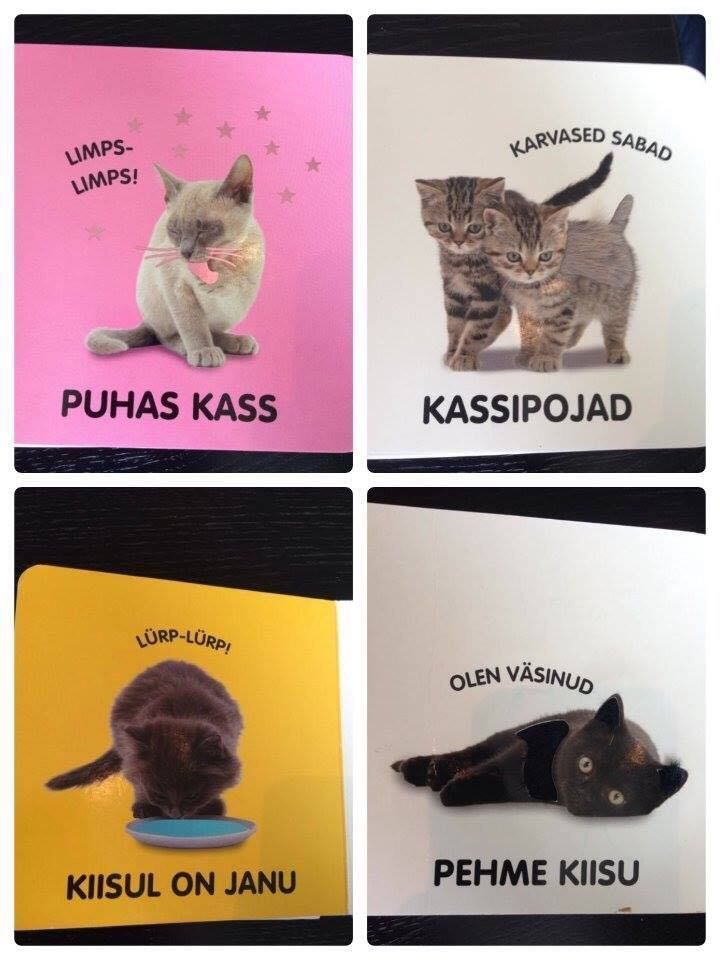 LIMPS-
LIMPS!
PUHAS KASS
KARVASED SABAD
KASSIPOJAD
LÜRP-LÜRP!
KIISUL ON JANU
OLEN VÄSINUD
PEHME KIISU